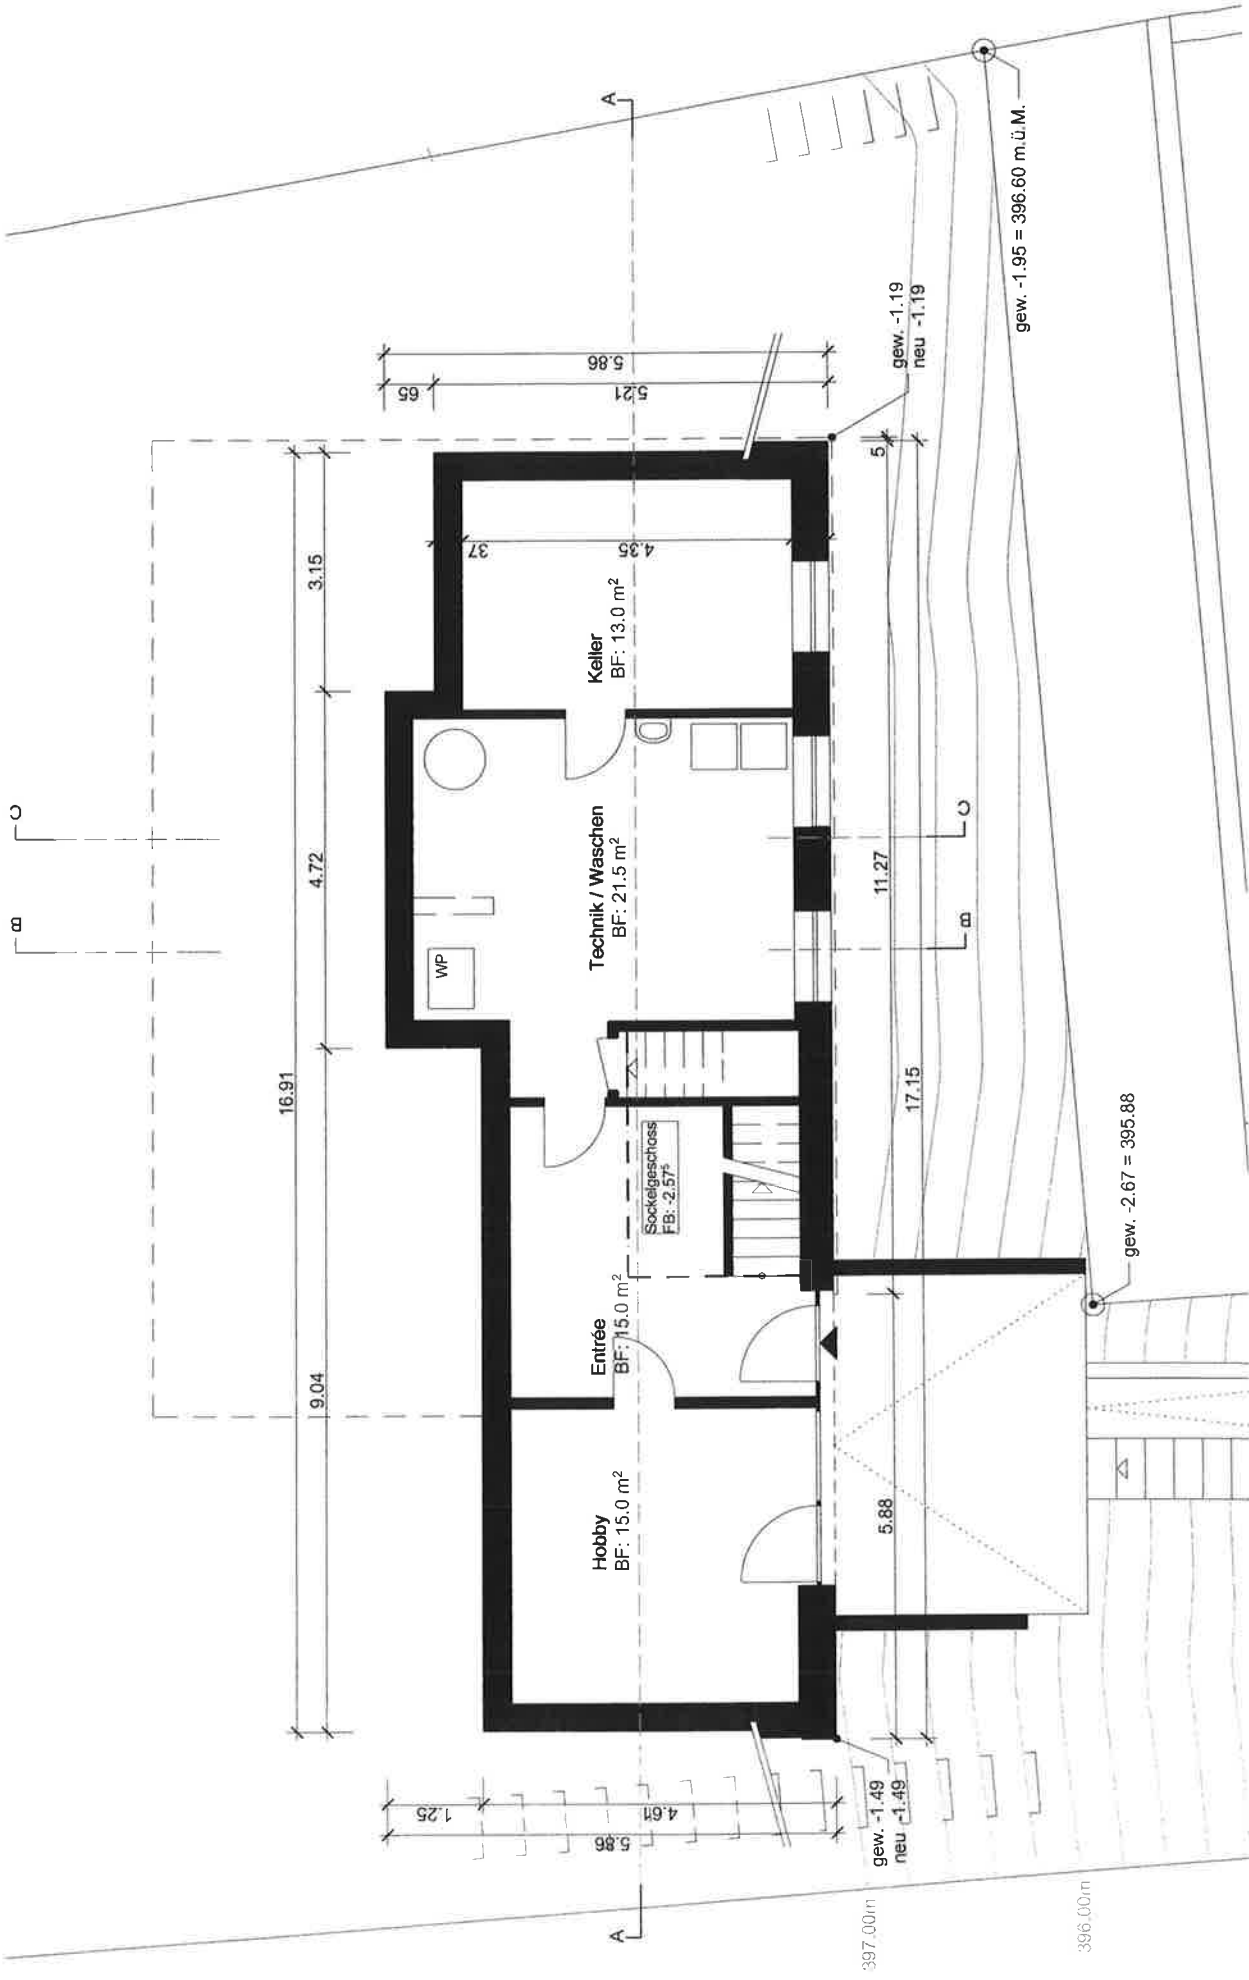 C
B
C
B
A
A
16.91
9.04
4.72
3.15
65
5.21
5.86
37
4.35
Keller
BF: 13.0 m²
Technik / Waschen
BF: 21.5 m²
WP
Sockelgeschoss
FB: -2.57⁵
Entrée
BF: 15.0 m²
Hobby
BF: 15.0 m²
1.25
4.61
5.86
5
11.27
5.88
17.15
gew. -1.19
neu -1.19
gew. -1.49
neu -1.49
gew. -1.95 = 396.60 m.ü.M.
gew. -2.67 = 395.88
397.00m
396.00m